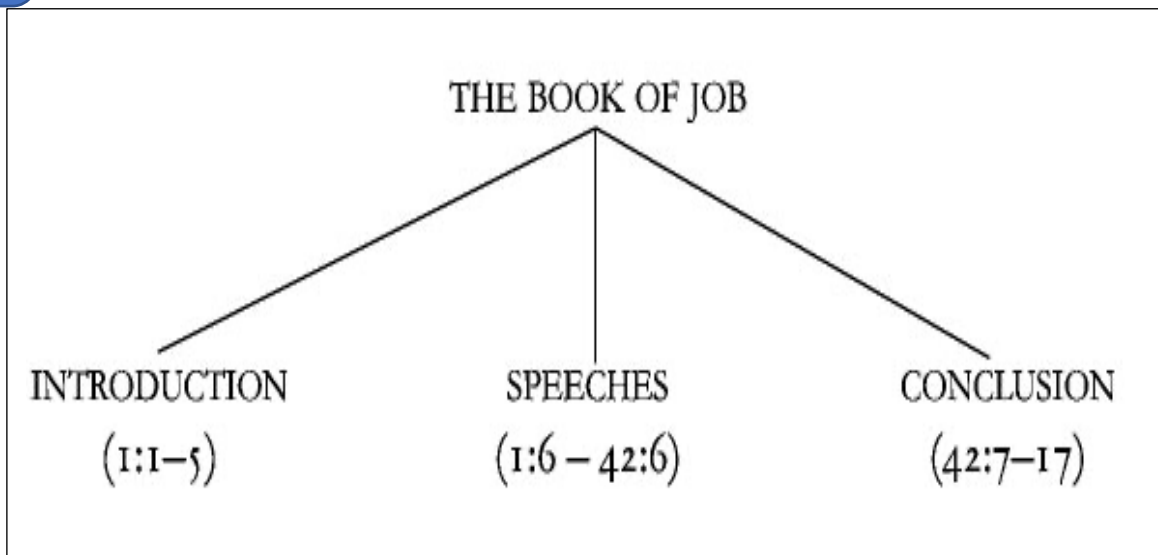 THE BOOK OF JOB
INTRODUCTION SPEECHES CONCLUSION
(1:1–5) (1:6 – 42:6) (42:7–17)